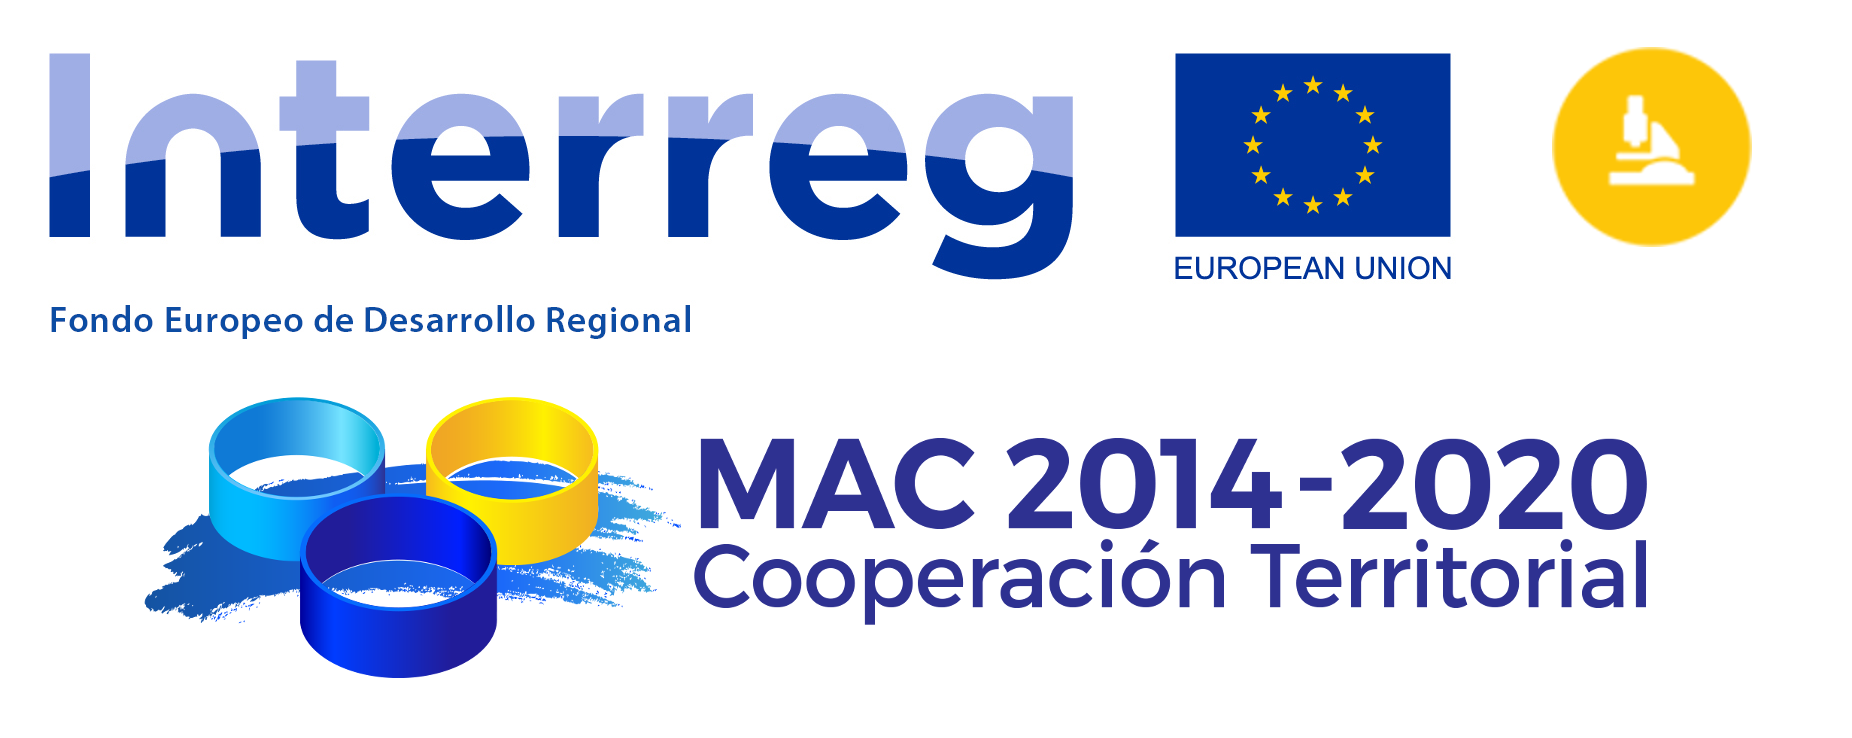 Interreg
EUROPEAN UNION
Fondo Europeo de Desarrollo Regional
MAC 2014-2020
Cooperación Territorial